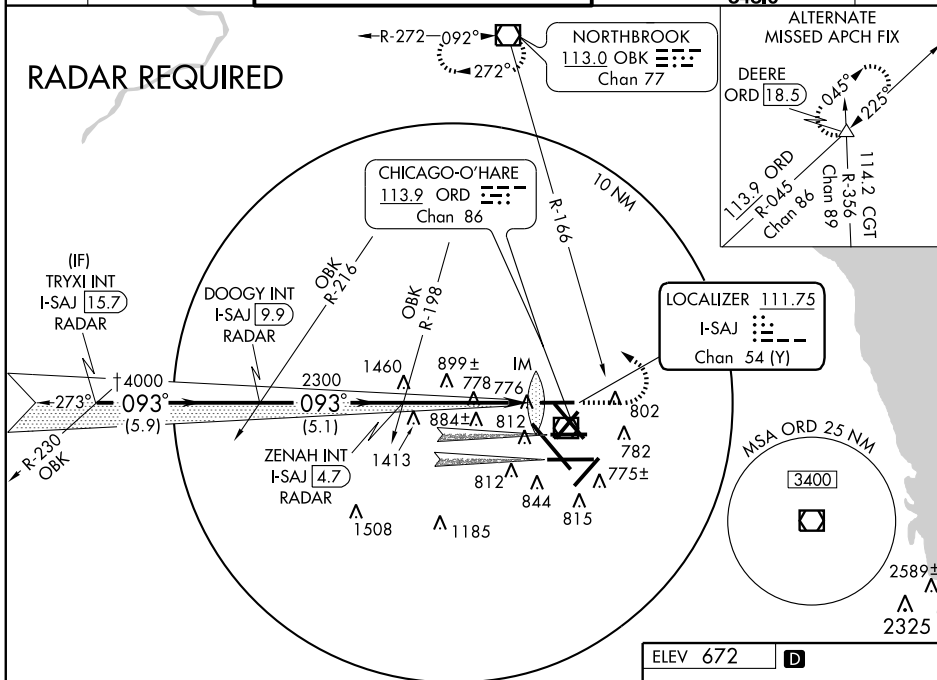 RADAR REQUIRED
R-272
092°
272°
NORTHBROOK
113.0 OBK
Chan 77
ALTERNATE
MISSED APCH FIX
DEERE
ORD 18.5
045°
225°
113.9 ORD
R-045
Chan 86
114.2 CGT
R-356
Chan 89
CHICAGO-O'HARE
113.9 ORD
Chan 86
10 NM
R-166
(IF)
TRYXI INT
I-SAJ 15.7
RADAR
DOOGY INT
I-SAJ 9.9
RADAR
OBK
R-216
OBK
R-198
LOCALIZER 111.75
I-SAJ
Chan 54 (Y)
†4000
2300
1460
899±
778
776
IM
802
273°
093°
093°
(5.9)
(5.1)
884±
812
782
R-230
OBK
1413
ZENAH INT
I-SAJ 4.7
RADAR
812
844
775±
815
1508
1185
MSA ORD 25 NM
3400
2589±
2325
ELEV 672
D